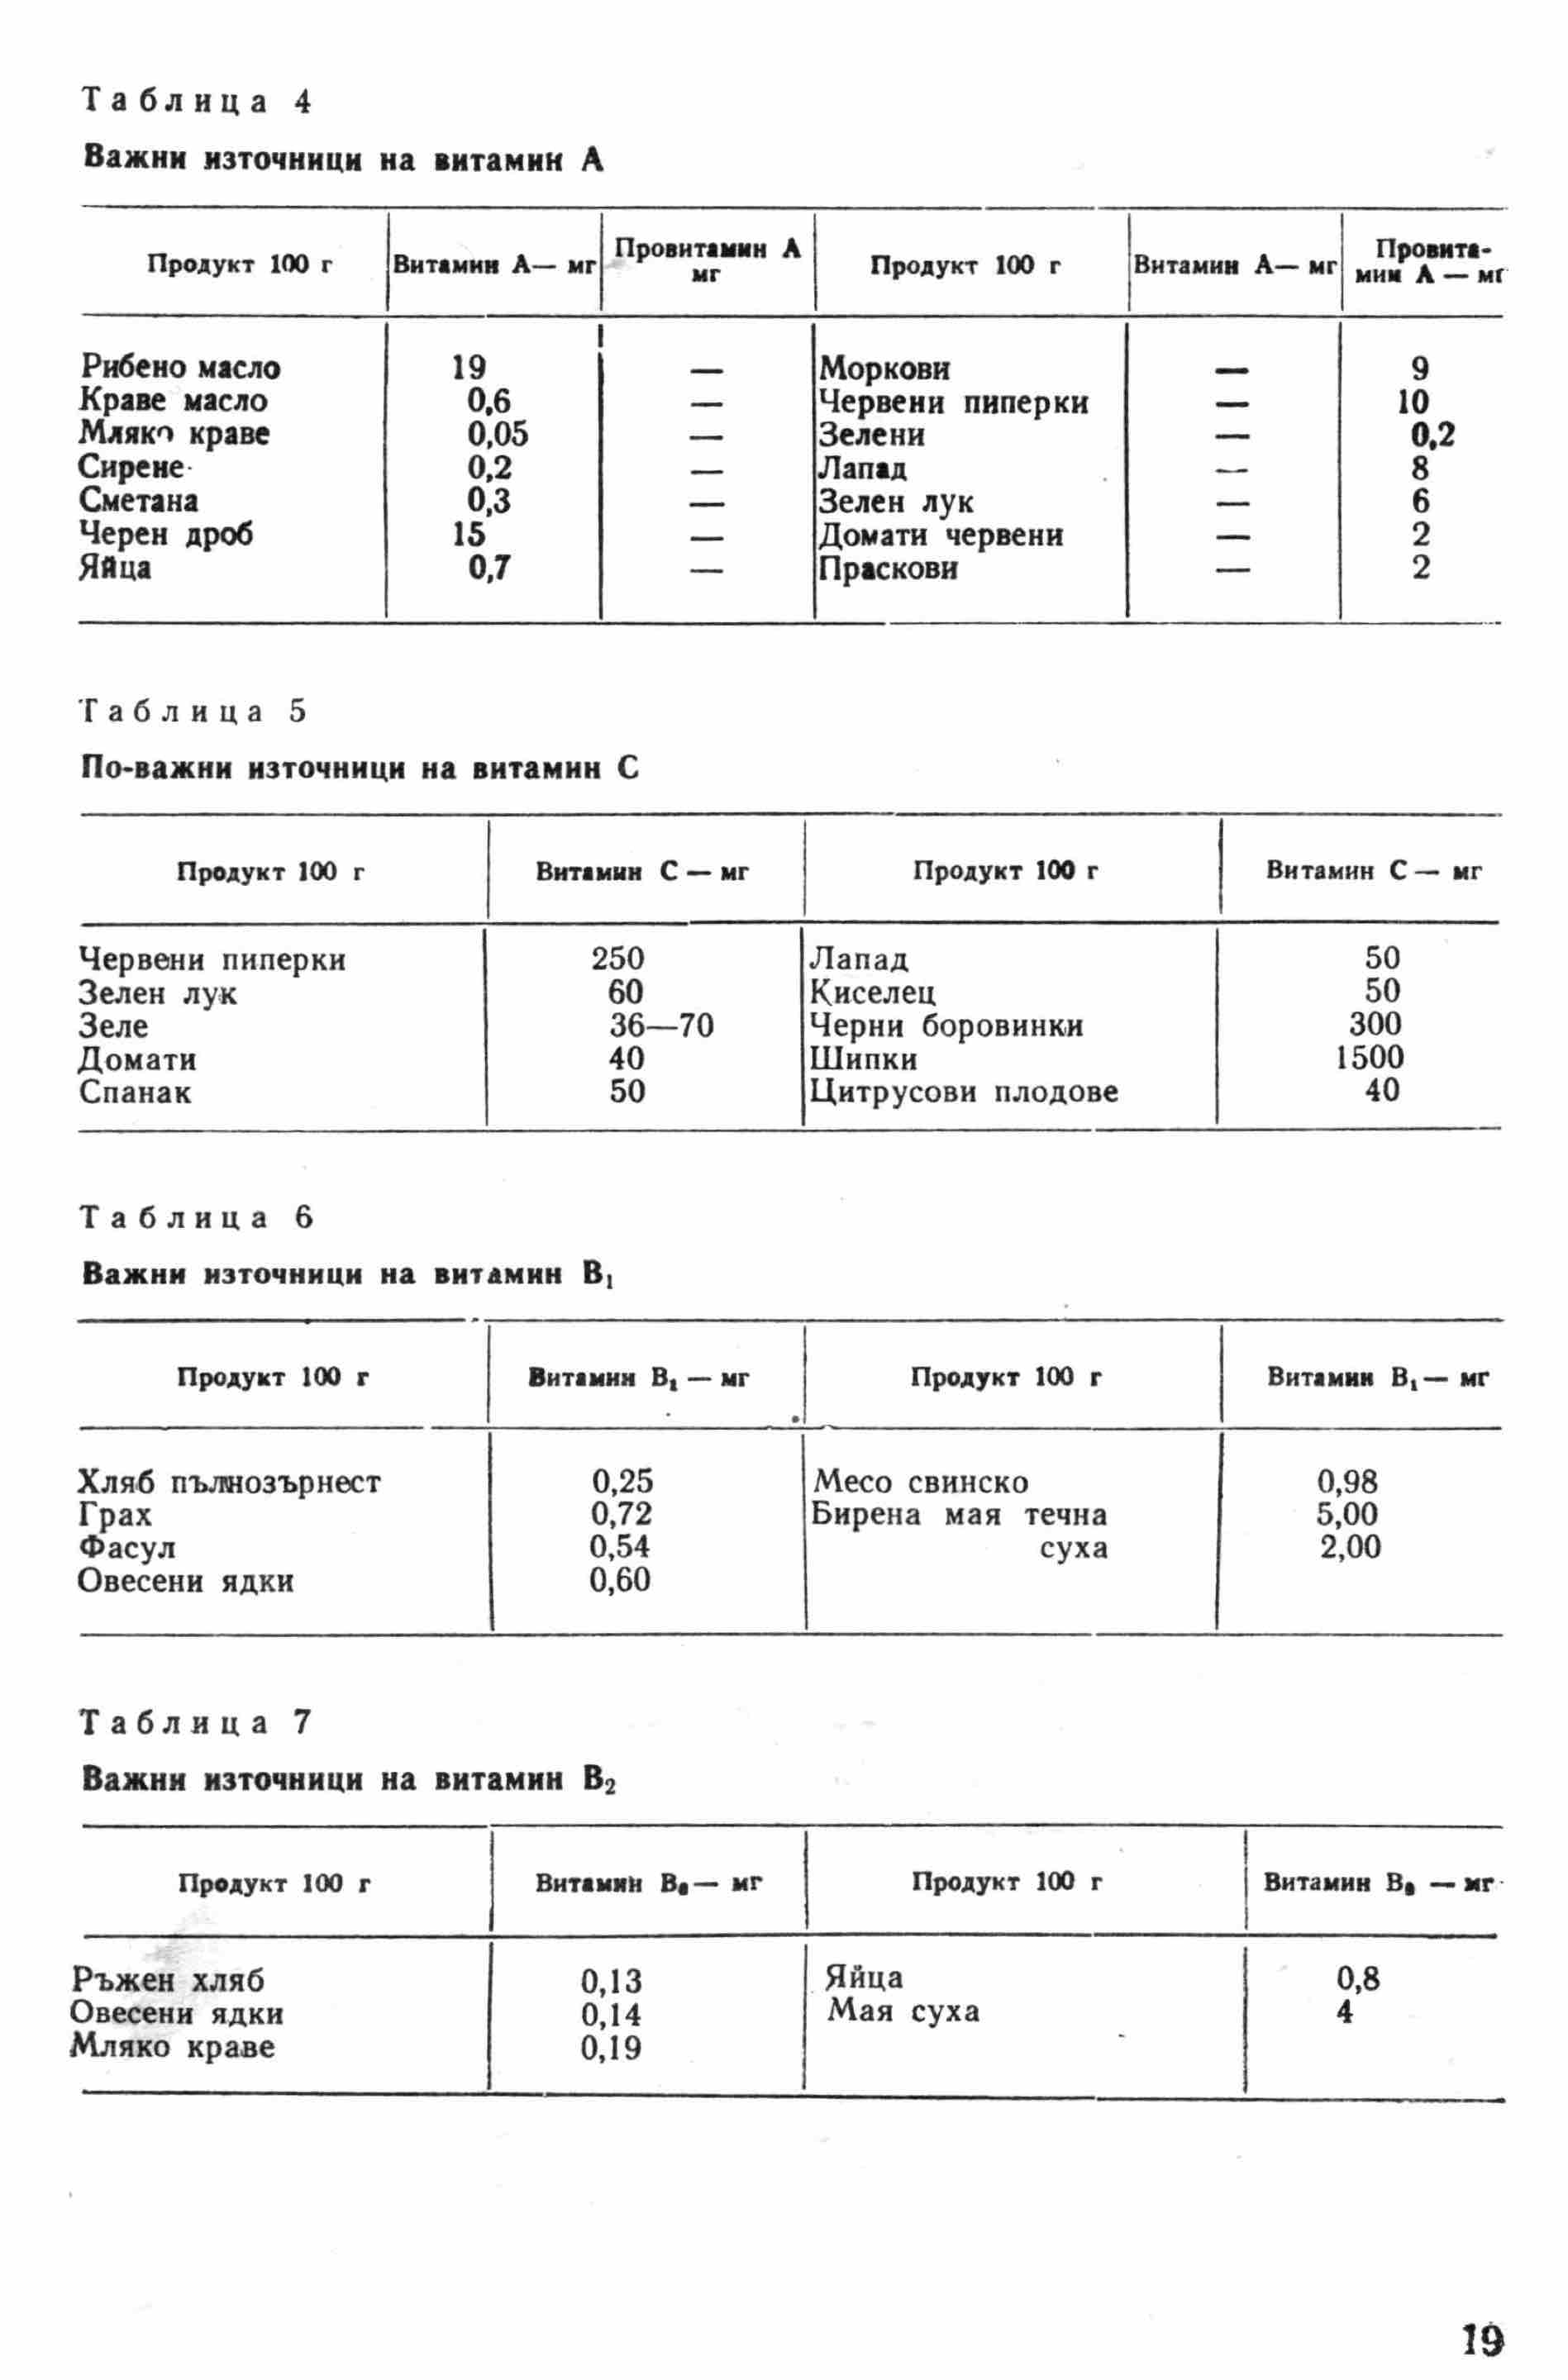 Таблица 4
Важни източници на витамин А
Продукт 100 г Витамин А— мг Провитамин А мг Продукт 100 г Витамин А— мг Провита-мин А — мг
Рибено масло 19 — Моркови — 9
Краве масло 0,6 — Червени пиперки — 10
Мляко краве 0,05 — Зелени — 0,2
Сирене 0,2 — Лапад — 8
Сметана 0,3 — Зелен лук — 6
Черен дроб 15 — Домати червени — 2
Яйца 0,7 — Праскови — 2
Таблица 5
По-важни източници на витамин С
Продукт 100 г Витамин С — мг Продукт 100 г Витамин С — мг
Червени пиперки 250 Лапад 50
Зелен лук 60 Киселец 50
Зеле 36—70 Черни боровинки 300
Домати 40 Шипки 1500
Спанак 50 Цитрусови плодове 40
Таблица 6
Важни източници на витамин B₁
Продукт 100 г Витамин B₁ — мг Продукт 100 г Витамин B₁ — мг
Хляб пълнозърнест 0,25 Месо свинско 0,98
Грах 0,72 Бирена мая течна 5,00
Фасул 0,54 суха 2,00
Овесени ядки 0,60
Таблица 7
Важни източници на витамин B₂
Продукт 100 г Витамин B₂ — мг Продукт 100 г Витамин B₂ — мг
Ръжен хляб 0,13 Яйца 0,8
Овесени ядки 0,14 Мая суха 4
Мляко краве 0,19
19